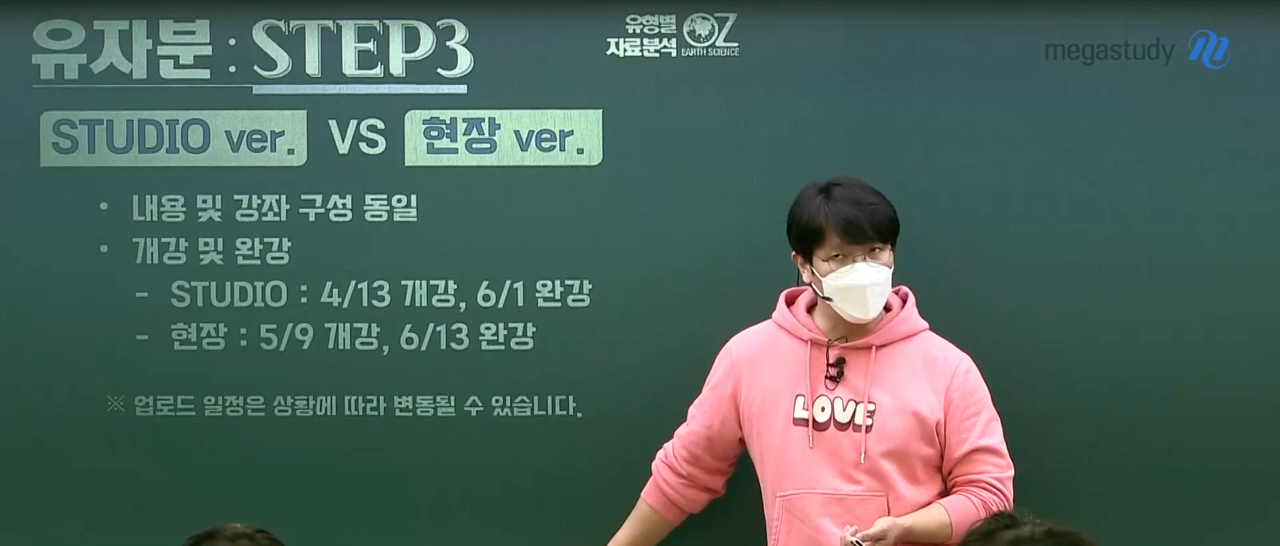 유자분 : STEP3
유형별
자료분석 OZ
EARTH SCIENCE
megastudy
STUDIO ver. VS 현장 ver.
• 내용 및 강좌 구성 동일
• 개강 및 완강
- STUDIO : 4/13 개강, 6/1 완강
- 현장 : 5/9 개강, 6/13 완강
※ 업로드 일정은 상황에 따라 변동될 수 있습니다.
LOVE